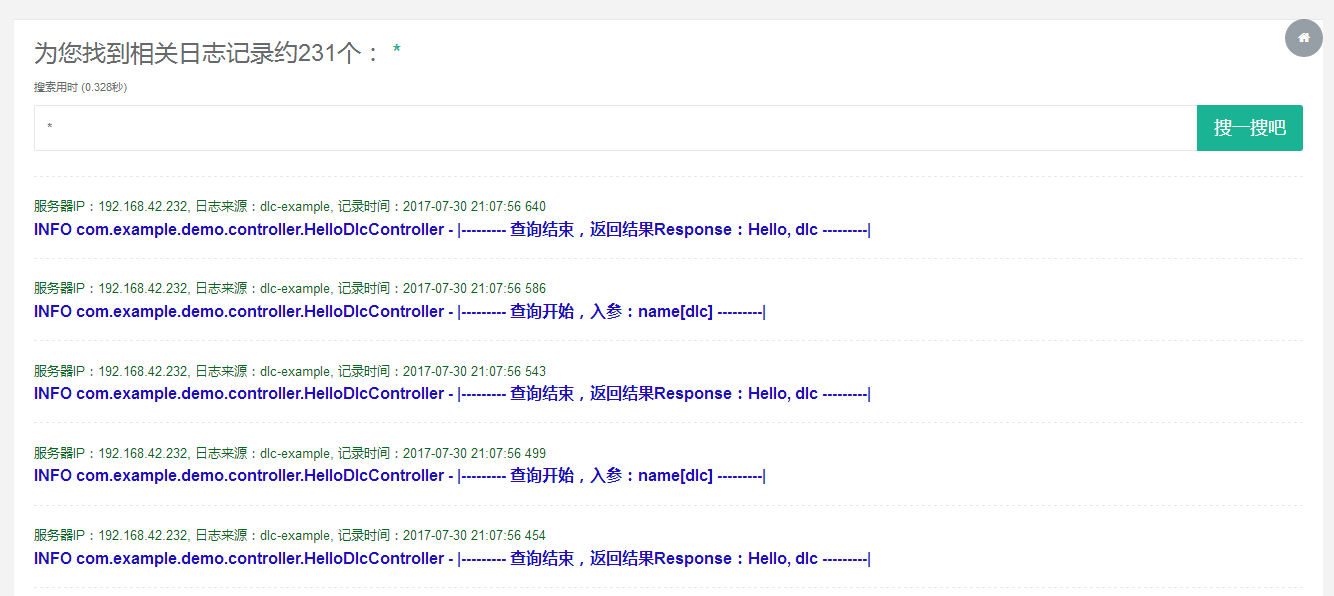 为您找到相关日志记录约231个： *
搜索用时 (0.328秒)
*
搜一搜吧
服务器IP：192.168.42.232, 日志来源：dlc-example, 记录时间：2017-07-30 21:07:56 640
INFO com.example.demo.controller.HelloDlcController - |--------- 查询结束，返回结果Response：Hello, dlc ---------|
服务器IP：192.168.42.232, 日志来源：dlc-example, 记录时间：2017-07-30 21:07:56 586
INFO com.example.demo.controller.HelloDlcController - |--------- 查询开始，入参：name[dlc] ---------|
服务器IP：192.168.42.232, 日志来源：dlc-example, 记录时间：2017-07-30 21:07:56 543
INFO com.example.demo.controller.HelloDlcController - |--------- 查询结束，返回结果Response：Hello, dlc ---------|
服务器IP：192.168.42.232, 日志来源：dlc-example, 记录时间：2017-07-30 21:07:56 499
INFO com.example.demo.controller.HelloDlcController - |--------- 查询开始，入参：name[dlc] ---------|
服务器IP：192.168.42.232, 日志来源：dlc-example, 记录时间：2017-07-30 21:07:56 454
INFO com.example.demo.controller.HelloDlcController - |--------- 查询结束，返回结果Response：Hello, dlc ---------|